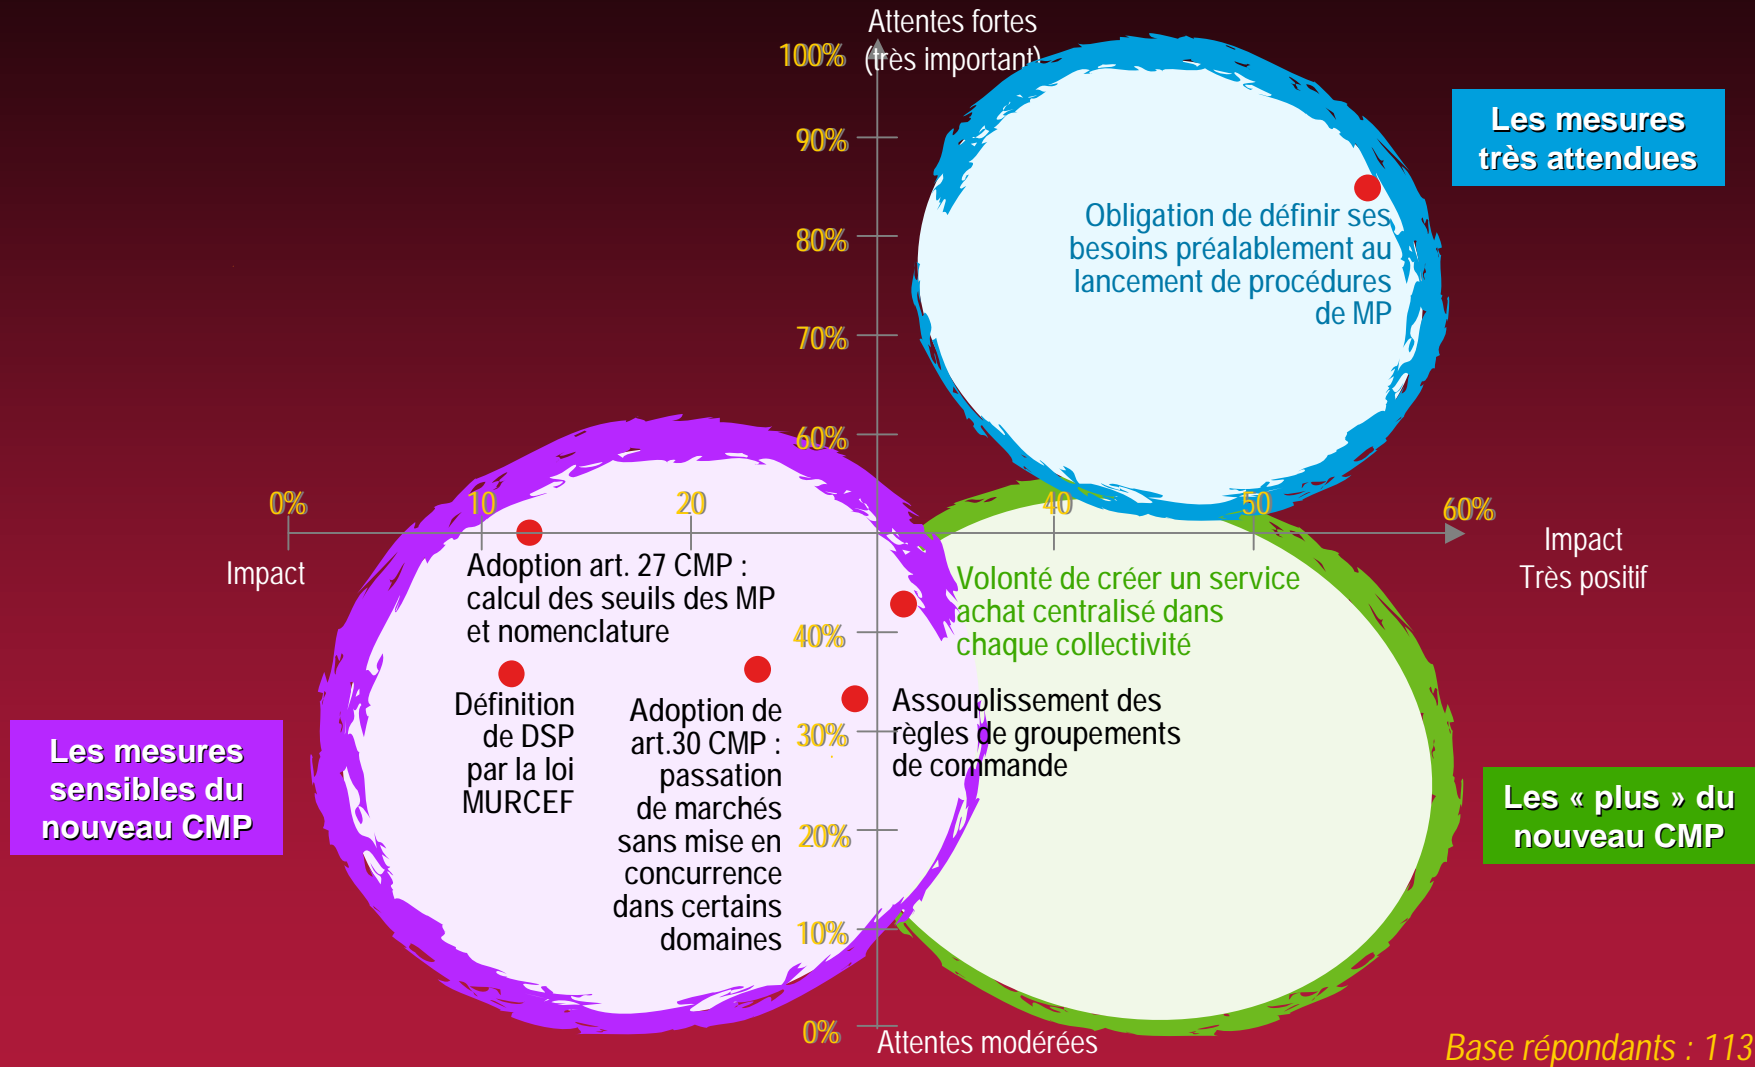 Attentes fortes
(très important)
100%
90%
80%
70%
60%
40%
30%
20%
10%
0%
Attentes modérées
0%
10
20
40
50
60%
Impact
Impact
Très positif
Les mesures
très attendues
Obligation de définir ses
besoins préalablement au
lancement de procédures
de MP
Adoption art. 27 CMP :
calcul des seuils des MP
et nomenclature
Volonté de créer un service
achat centralisé dans
chaque collectivité
Définition
de DSP
par la loi
MURCEF
Adoption de
art.30 CMP :
passation
de marchés
sans mise en
concurrence
dans certains
domaines
Assouplissement des
règles de groupements
de commande
Les mesures
sensibles du
nouveau CMP
Les « plus » du
nouveau CMP
Base répondants : 113